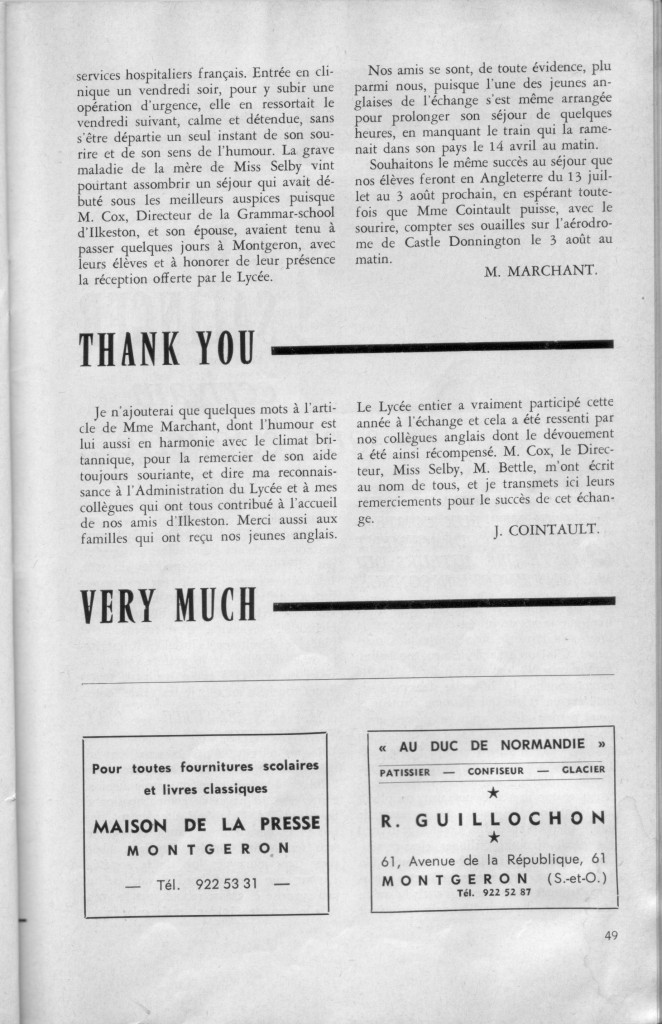 services hospitaliers français. Entrée en cli-
nique un vendredi soir, pour y subir une
opération d'urgence, elle en ressortait le
vendredi suivant, calme et détendue, sans
s'être départie un seul instant de son sou-
rire et de son sens de l'humour. La grave
maladie de la mère de Miss Selby vint
pourtant assombrir un séjour qui avait dé-
buté sous les meilleurs auspices puisque
M. Cox, Directeur de la Grammar-school
d'Ilkeston, et son épouse, avaient tenu à
passer quelques jours à Montgeron, avec
leurs élèves et à honorer de leur présence
la réception offerte par le Lycée.
Nos amis se sont, de toute évidence, plu
parmi nous, puisque l'une des jeunes an-
glaises de l'échange s'est même arrangée
pour prolonger son séjour de quelques
heures, en manquant le train qui la rame-
nait dans son pays le 14 avril au matin.
Souhaitons le même succès au séjour que
nos élèves feront en Angleterre du 13 juil-
let au 3 août prochain, en espérant toute-
fois que Mme Cointault puisse, avec le
sourire, compter ses ouailles sur l'aérodro-
me de Castle Donnington le 3 août au
matin.
M. MARCHANT.
THANK YOU
Je n'ajouterai que quelques mots à l'arti-
cle de Mme Marchant, dont l'humour est
lui aussi en harmonie avec le climat bri-
tannique, pour la remercier de son aide
toujours souriante, et dire ma reconnais-
sance à l'Administration du Lycée et à mes
collègues qui ont tous contribué à l'accueil
de nos amis d'Ilkeston. Merci aussi aux
familles qui ont reçu nos jeunes anglais.
Le Lycée entier a vraiment participé cette
année à l'échange et cela a été ressenti par
nos collègues anglais dont le dévouement
a été ainsi récompensé. M. Cox, le Direc-
teur, Miss Selby, M. Bettle, m'ont écrit
au nom de tous, et je transmets ici leurs
remerciements pour le succès de cet échan-
ge.
J. COINTAULT.
VERY MUCH
Pour toutes fournitures scolaires
et livres classiques
MAISON DE LA PRESSE
MONTGERON
— Tél. 922 53 31 —
« AU DUC DE NORMANDIE »
PATISSIER — CONFISEUR — GLACIER
★
R. GUILLOCHON
★
61, Avenue de la République, 61
MONTGERON (S.-et-O.)
Tél. 922 52 87
49